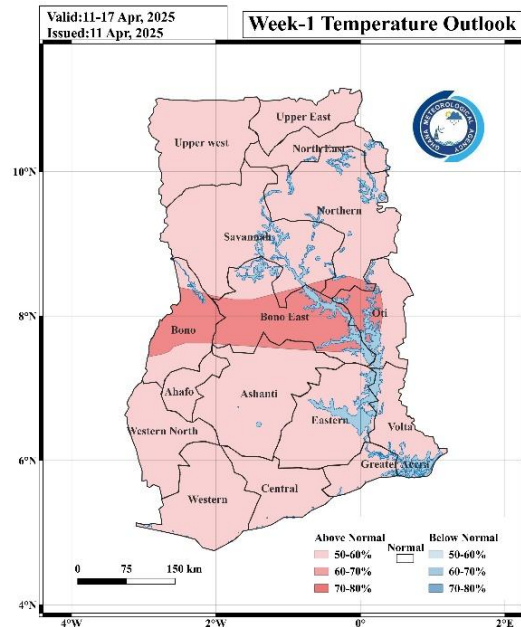 Valid:11-17 Apr, 2025
Issued:11 Apr, 2025
Week-1 Temperature Outlook
GHANA METEOROLOGICAL AGENCY
Upper East
Upper west
North East
10°N
Northern
Savannah
8°N
Bono
Bono East
Oti
Ahafo
Ashanti
Eastern
Western North
Volta
6°N
Greater Accra
Central
Western
Above Normal
Normal
Below Normal
50-60%
50-60%
60-70%
60-70%
70-80%
70-80%
0 75 150 km
4°N
4°W
2°W
0°